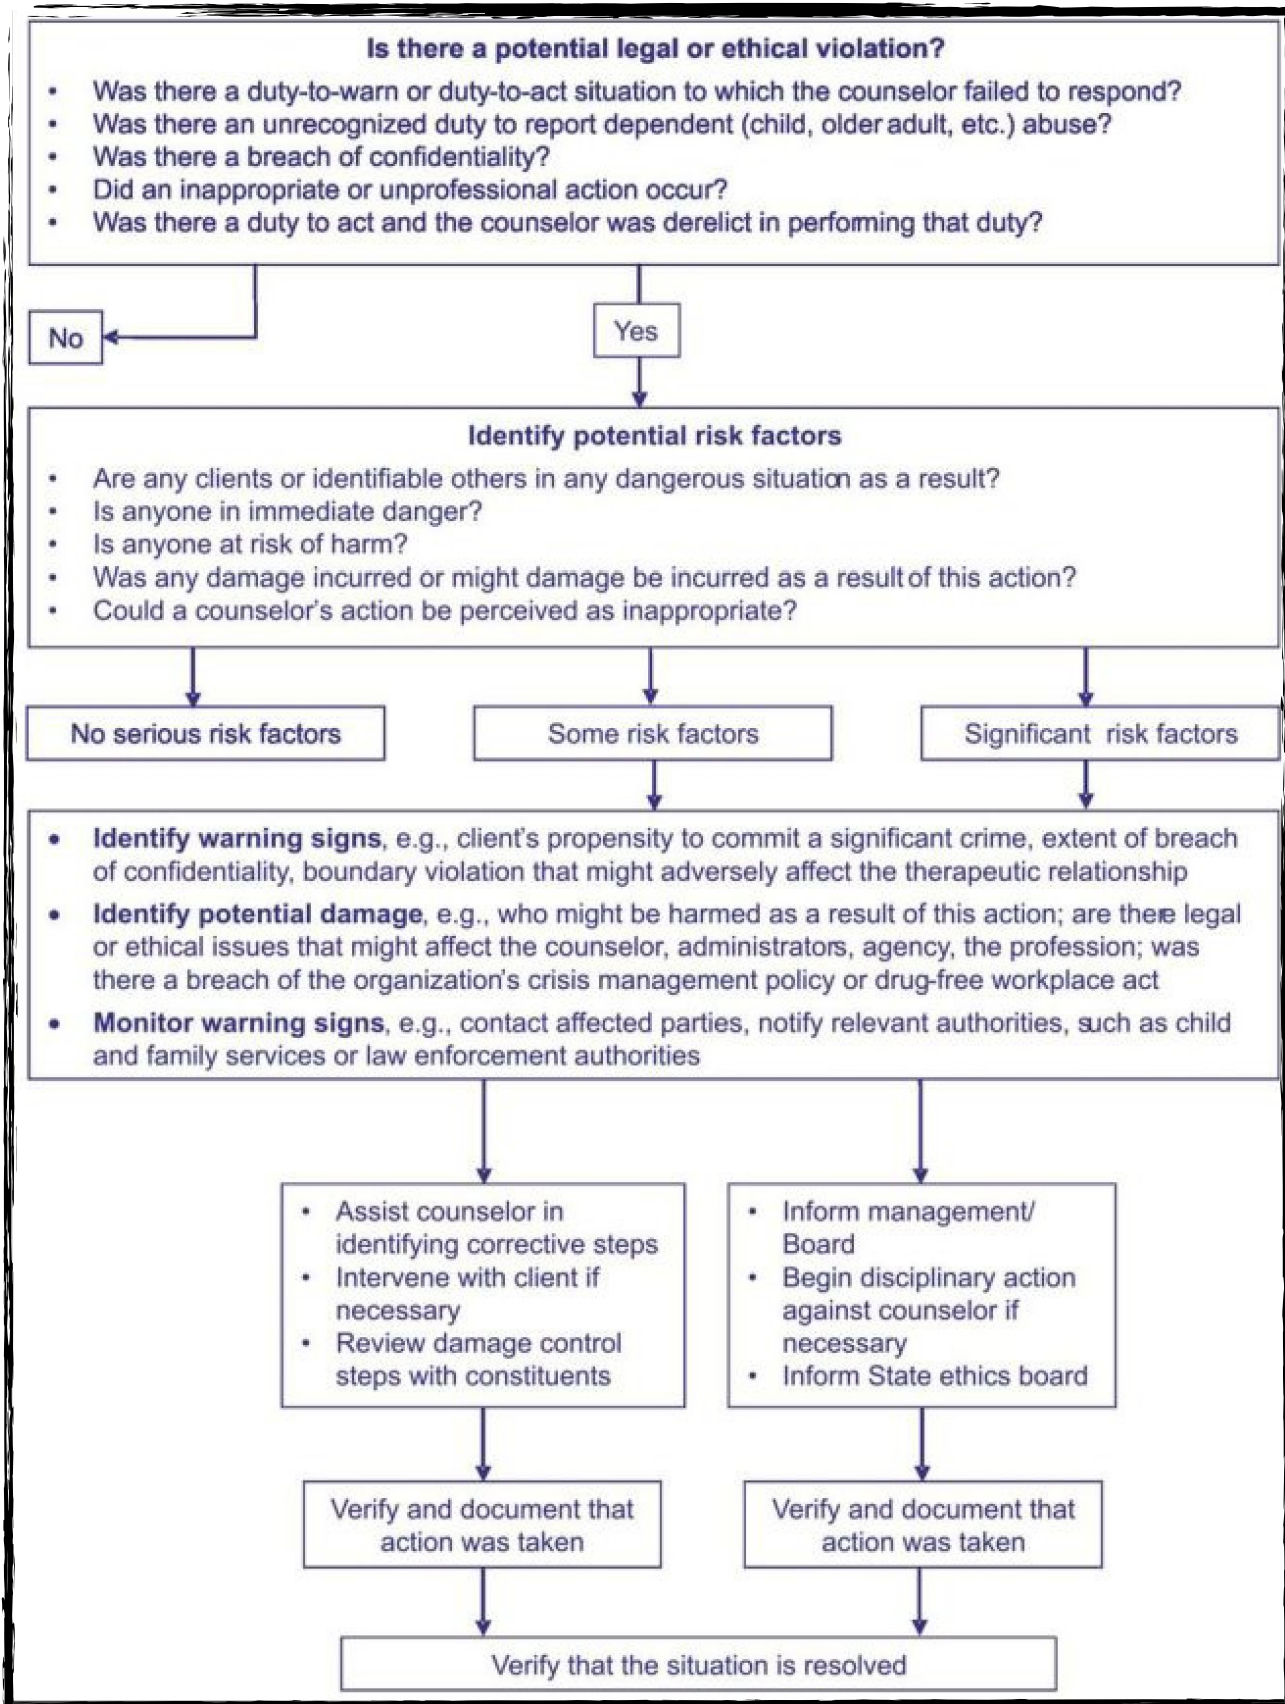 Is there a potential legal or ethical violation?
• Was there a duty-to-warn or duty-to-act situation to which the counselor failed to respond?
• Was there an unrecognized duty to report dependent (child, older adult, etc.) abuse?
• Was there a breach of confidentiality?
• Did an inappropriate or unprofessional action occur?
• Was there a duty to act and the counselor was derelict in performing that duty?
No
Yes
Identify potential risk factors
• Are any clients or identifiable others in any dangerous situation as a result?
• Is anyone in immediate danger?
• Is anyone at risk of harm?
• Was any damage incurred or might damage be incurred as a result of this action?
• Could a counselor's action be perceived as inappropriate?
No serious risk factors
Some risk factors
Significant risk factors
• Identify warning signs, e.g., client's propensity to commit a significant crime, extent of breach
of confidentiality, boundary violation that might adversely affect the therapeutic relationship
• Identify potential damage, e.g., who might be harmed as a result of this action; are there legal
or ethical issues that might affect the counselor, administrators, agency, the profession; was
there a breach of the organization's crisis management policy or drug-free workplace act
• Monitor warning signs, e.g., contact affected parties, notify relevant authorities, such as child
and family services or law enforcement authorities
• Assist counselor in
identifying corrective steps
• Intervene with client if
necessary
• Review damage control
steps with constituents
• Inform management/
Board
• Begin disciplinary action
against counselor if
necessary
• Inform State ethics board
Verify and document that
action was taken
Verify and document that
action was taken
Verify that the situation is resolved